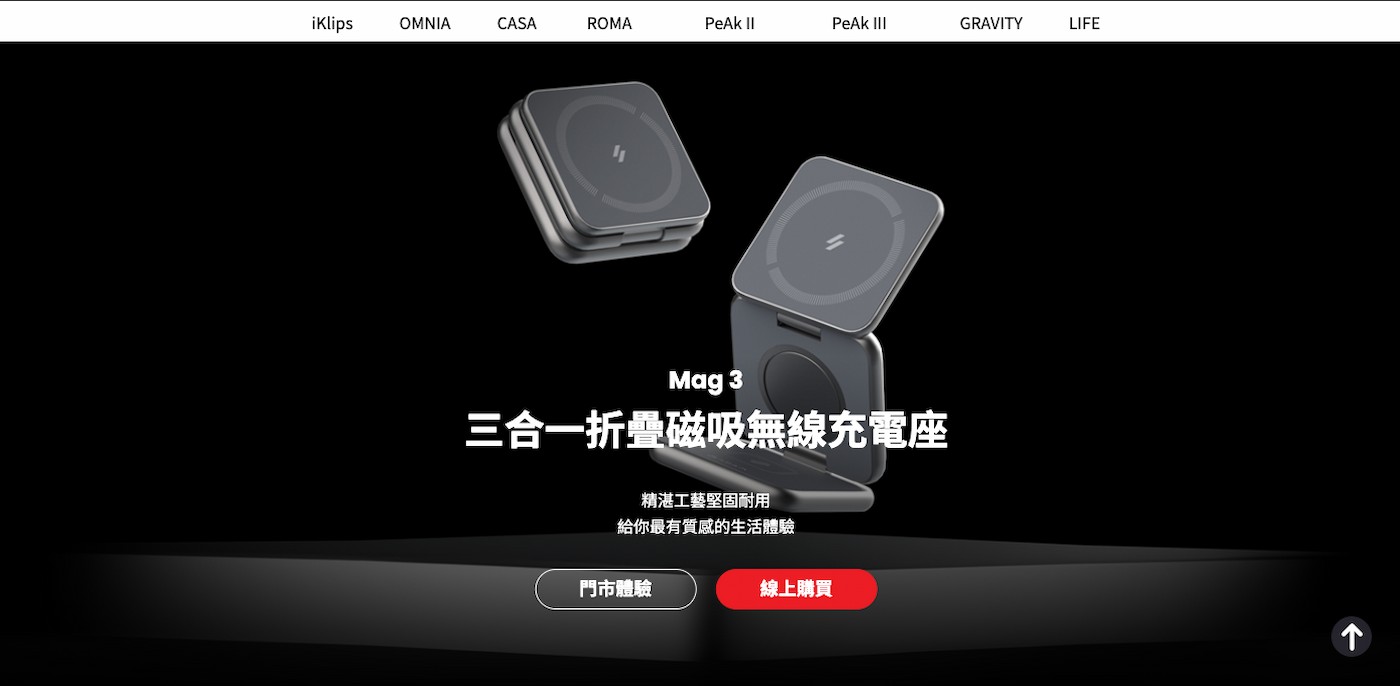 iKlips OMNIA CASA ROMA PeAk II PeAk III GRAVITY LIFE
Mag 3
三合一折疊磁吸無線充電座
精湛工藝堅固耐用
給你最有質感的生活體驗
門市體驗 線上購買